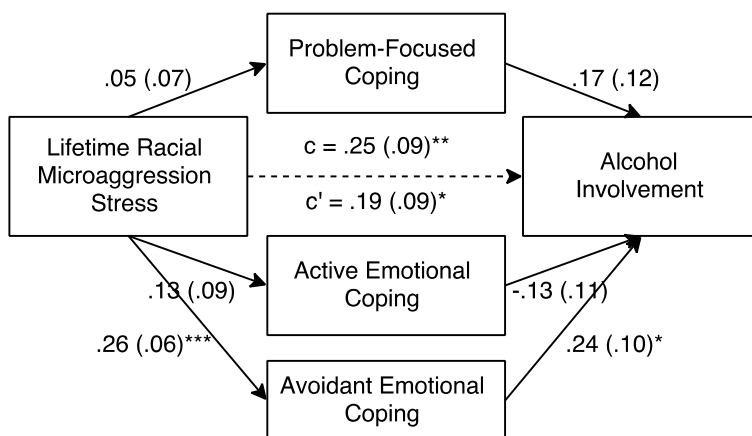 Problem-Focused
Coping
.05 (.07)
.17 (.12)
Lifetime Racial
Microaggression
Stress
c = .25 (.09)**
c' = .19 (.09)*
Alcohol
Involvement
Active Emotional
Coping
.13 (.09)
-.13 (.11)
.26 (.06)***
.24 (.10)*
Avoidant Emotional
Coping